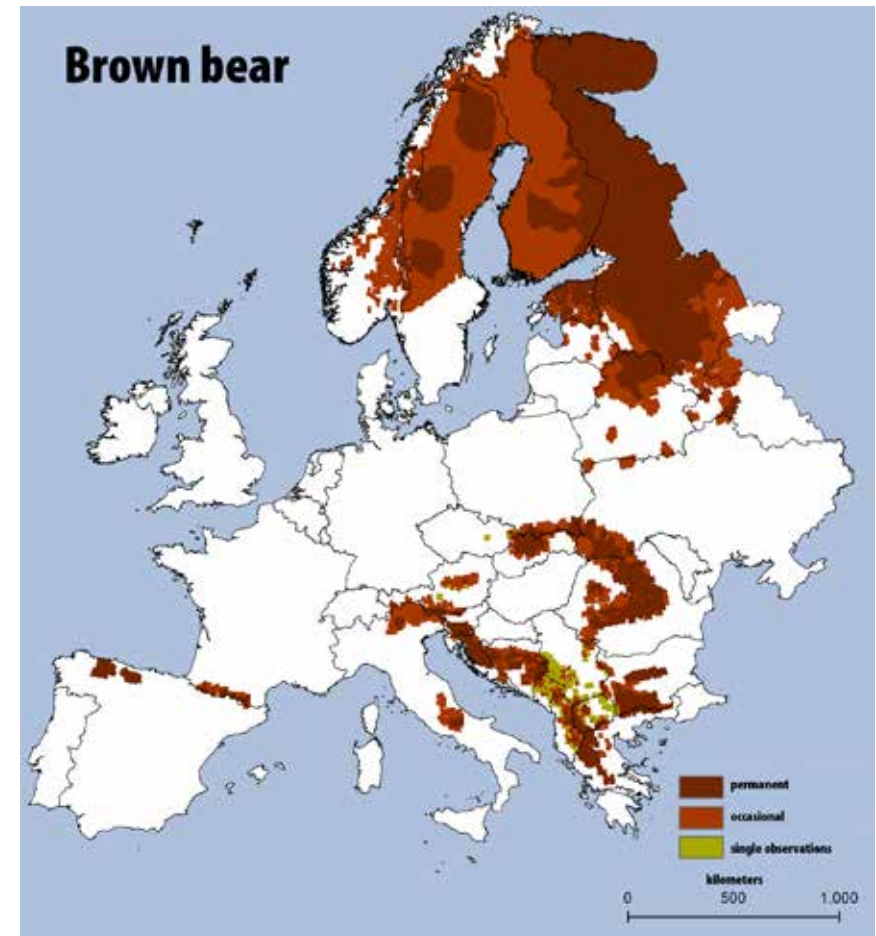 Brown bear
permanent
occasional
single observations
kilometers
0 500 1.000